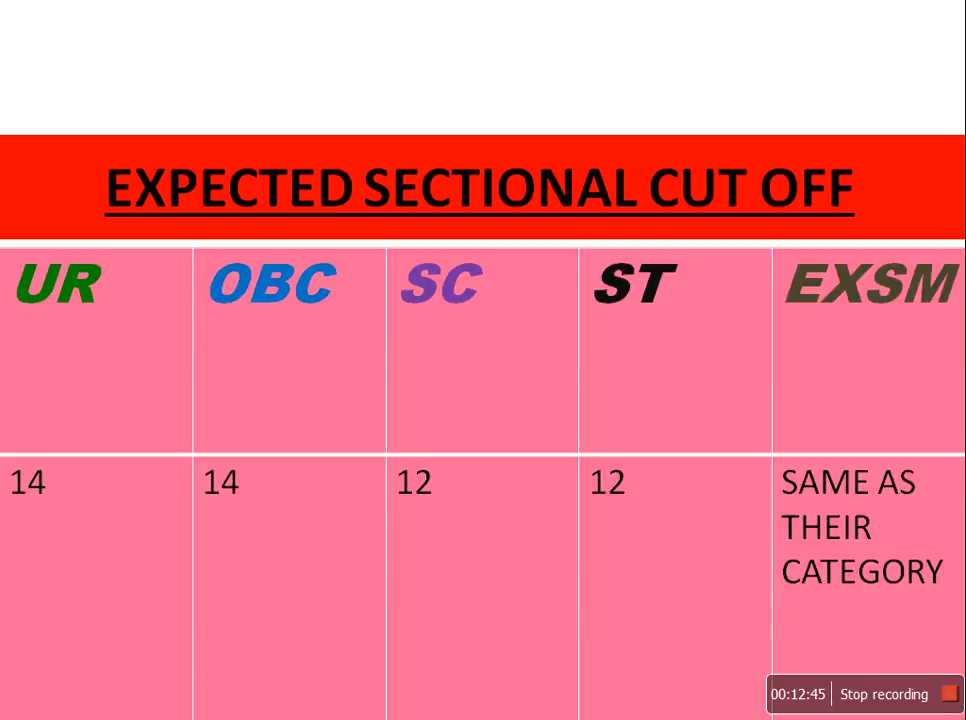 EXPECTED SECTIONAL CUT OFF
UR OBC SC ST EXSM
14 14 12 12 SAME AS
THEIR
CATEGORY
00:12:45 Stop recording